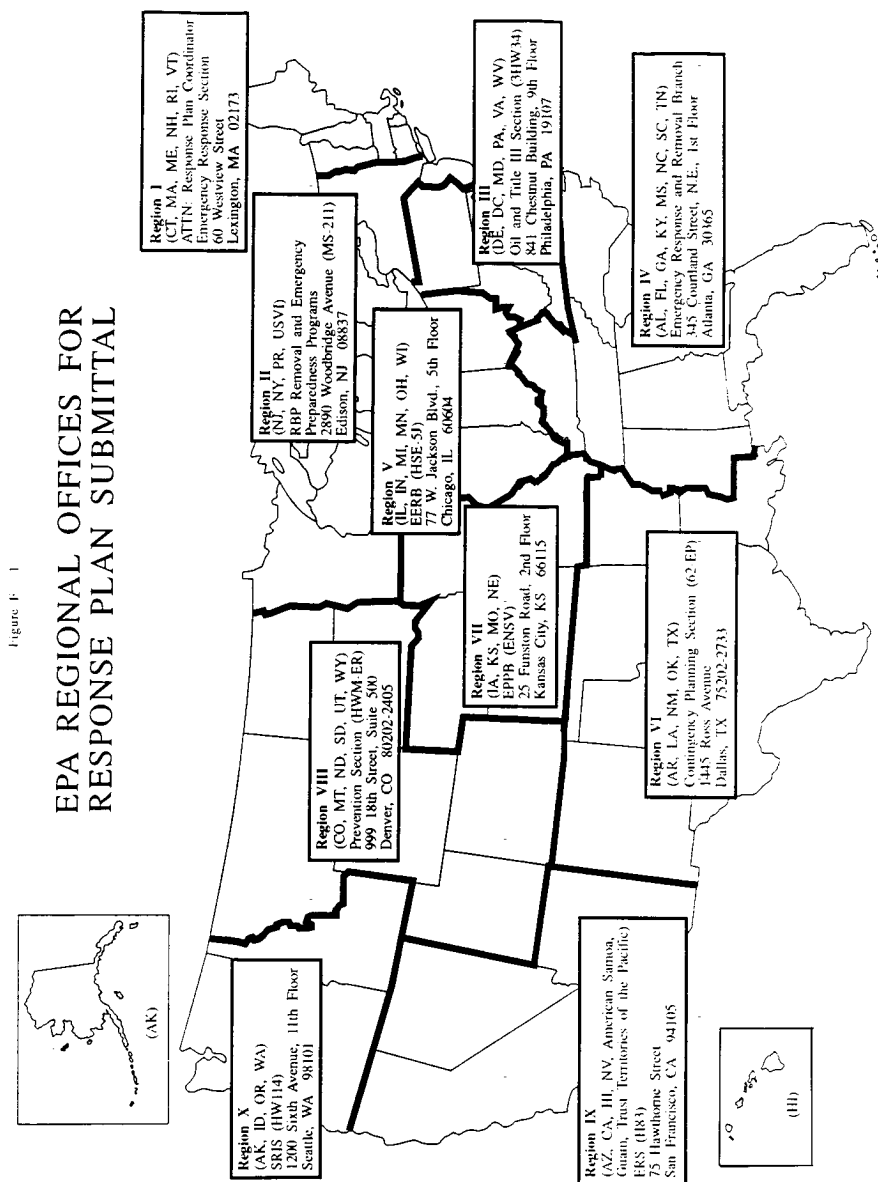 Figure F-1
EPA REGIONAL OFFICES FOR
RESPONSE PLAN SUBMITTAL
(AK)
Region X
(AK, ID, OR, WA)
SRIS (HW114)
1200 Sixth Avenue, 11th Floor
Seattle, WA 98101
Region VIII
(CO, MT, ND, SD, UT, WY)
Prevention Section (HWM-ER)
999 18th Street, Suite 500
Denver, CO 80202-2405
Region V
(IL, IN, MI, MN, OH, WI)
EERB (HSE-5J)
77 W. Jackson Blvd., 5th Floor
Chicago, IL 60604
Region II
(NJ, NY, PR, USVI)
RBP Removal and Emergency
Preparedness Programs
2890 Woodbridge Avenue (MS-211)
Edison, NJ 08837
Region I
(CT, MA, ME, NH, RI, VT)
ATTN: Response Plan Coordinator
Emergency Response Section
60 Westview Street
Lexington, MA 02173
Region VII
(IA, KS, MO, NE)
EPPB (ENSV)
25 Funston Road, 2nd Floor
Kansas City, KS 66115
Region III
(DE, DC, MD, PA, VA, WV)
Oil and Title III Section (3HW34)
841 Chestnut Building, 9th Floor
Philadelphia, PA 19107
Region IX
(AZ, CA, HI, NV, American Samoa,
Guam, Trust Territories of the Pacific)
ERS (H83)
75 Hawthorne Street
San Francisco, CA 94105
Region VI
(AR, LA, NM, OK, TX)
Contingency Planning Section (62 EP)
1445 Ross Avenue
Dallas, TX 75202-2733
Region IV
(AL, FL, GA, KY, MS, NC, SC, TN)
Emergency Response and Removal Branch
345 Courtland Street, N.E., 1st Floor
Atlanta, GA 30365
(HI)